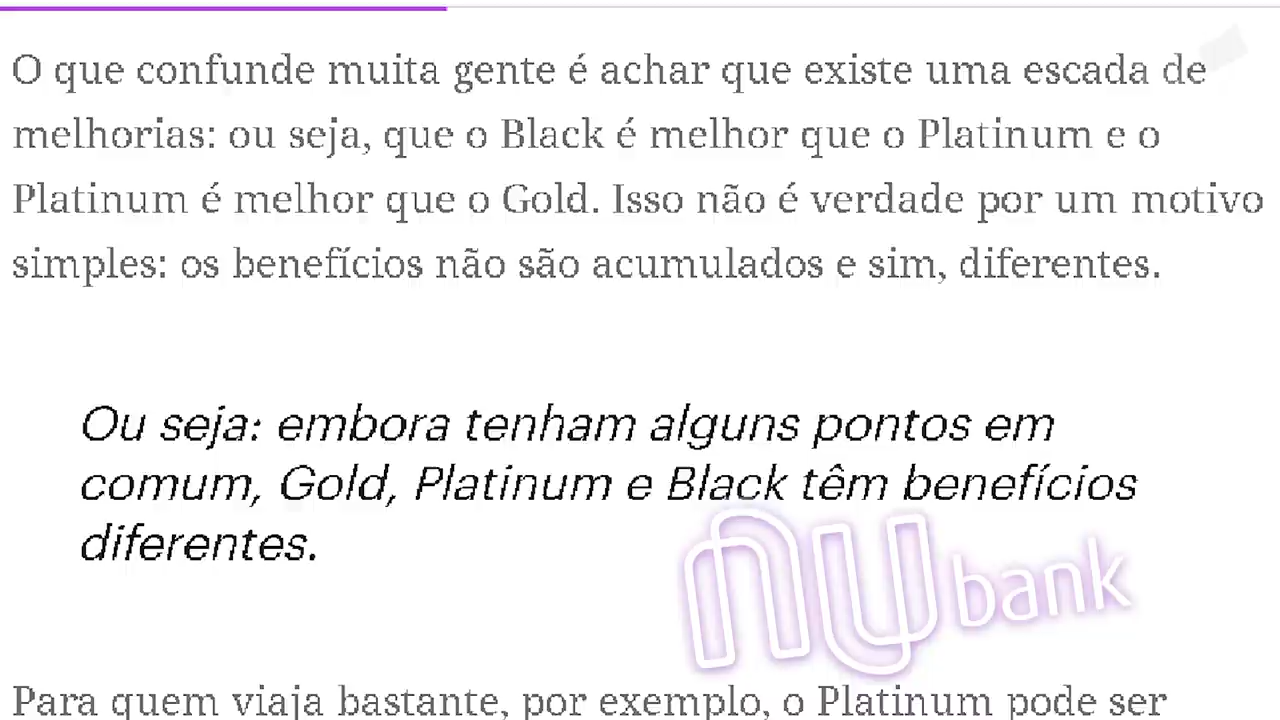 O que confunde muita gente é achar que existe uma escada de
melhorias: ou seja, que o Black é melhor que o Platinum e o
Platinum é melhor que o Gold. Isso não é verdade por um motivo
simples: os benefícios não são acumulados e sim, diferentes.
Ou seja: embora tenham alguns pontos em
comum, Gold, Platinum e Black têm benefícios
diferentes.
nu bank
Para quem viaja bastante, por exemplo, o Platinum pode ser